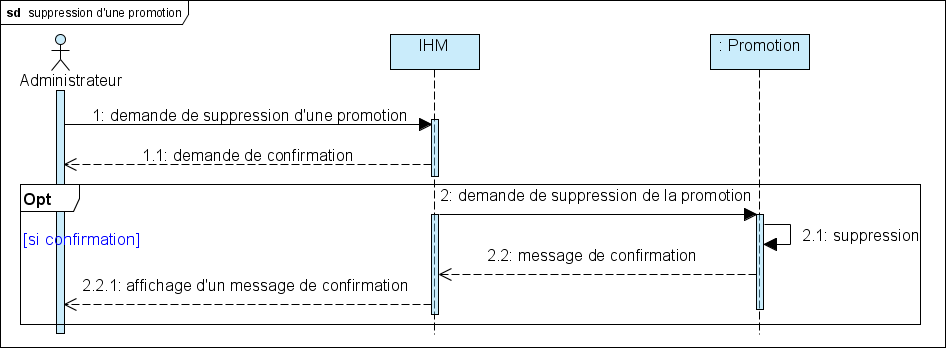 sd suppression d'une promotion
IHM
: Promotion
Administrateur
1: demande de suppression d'une promotion
1.1: demande de confirmation
Opt
2: demande de suppression de la promotion
[si confirmation]
2.1: suppression
2.2: message de confirmation
2.2.1: affichage d'un message de confirmation